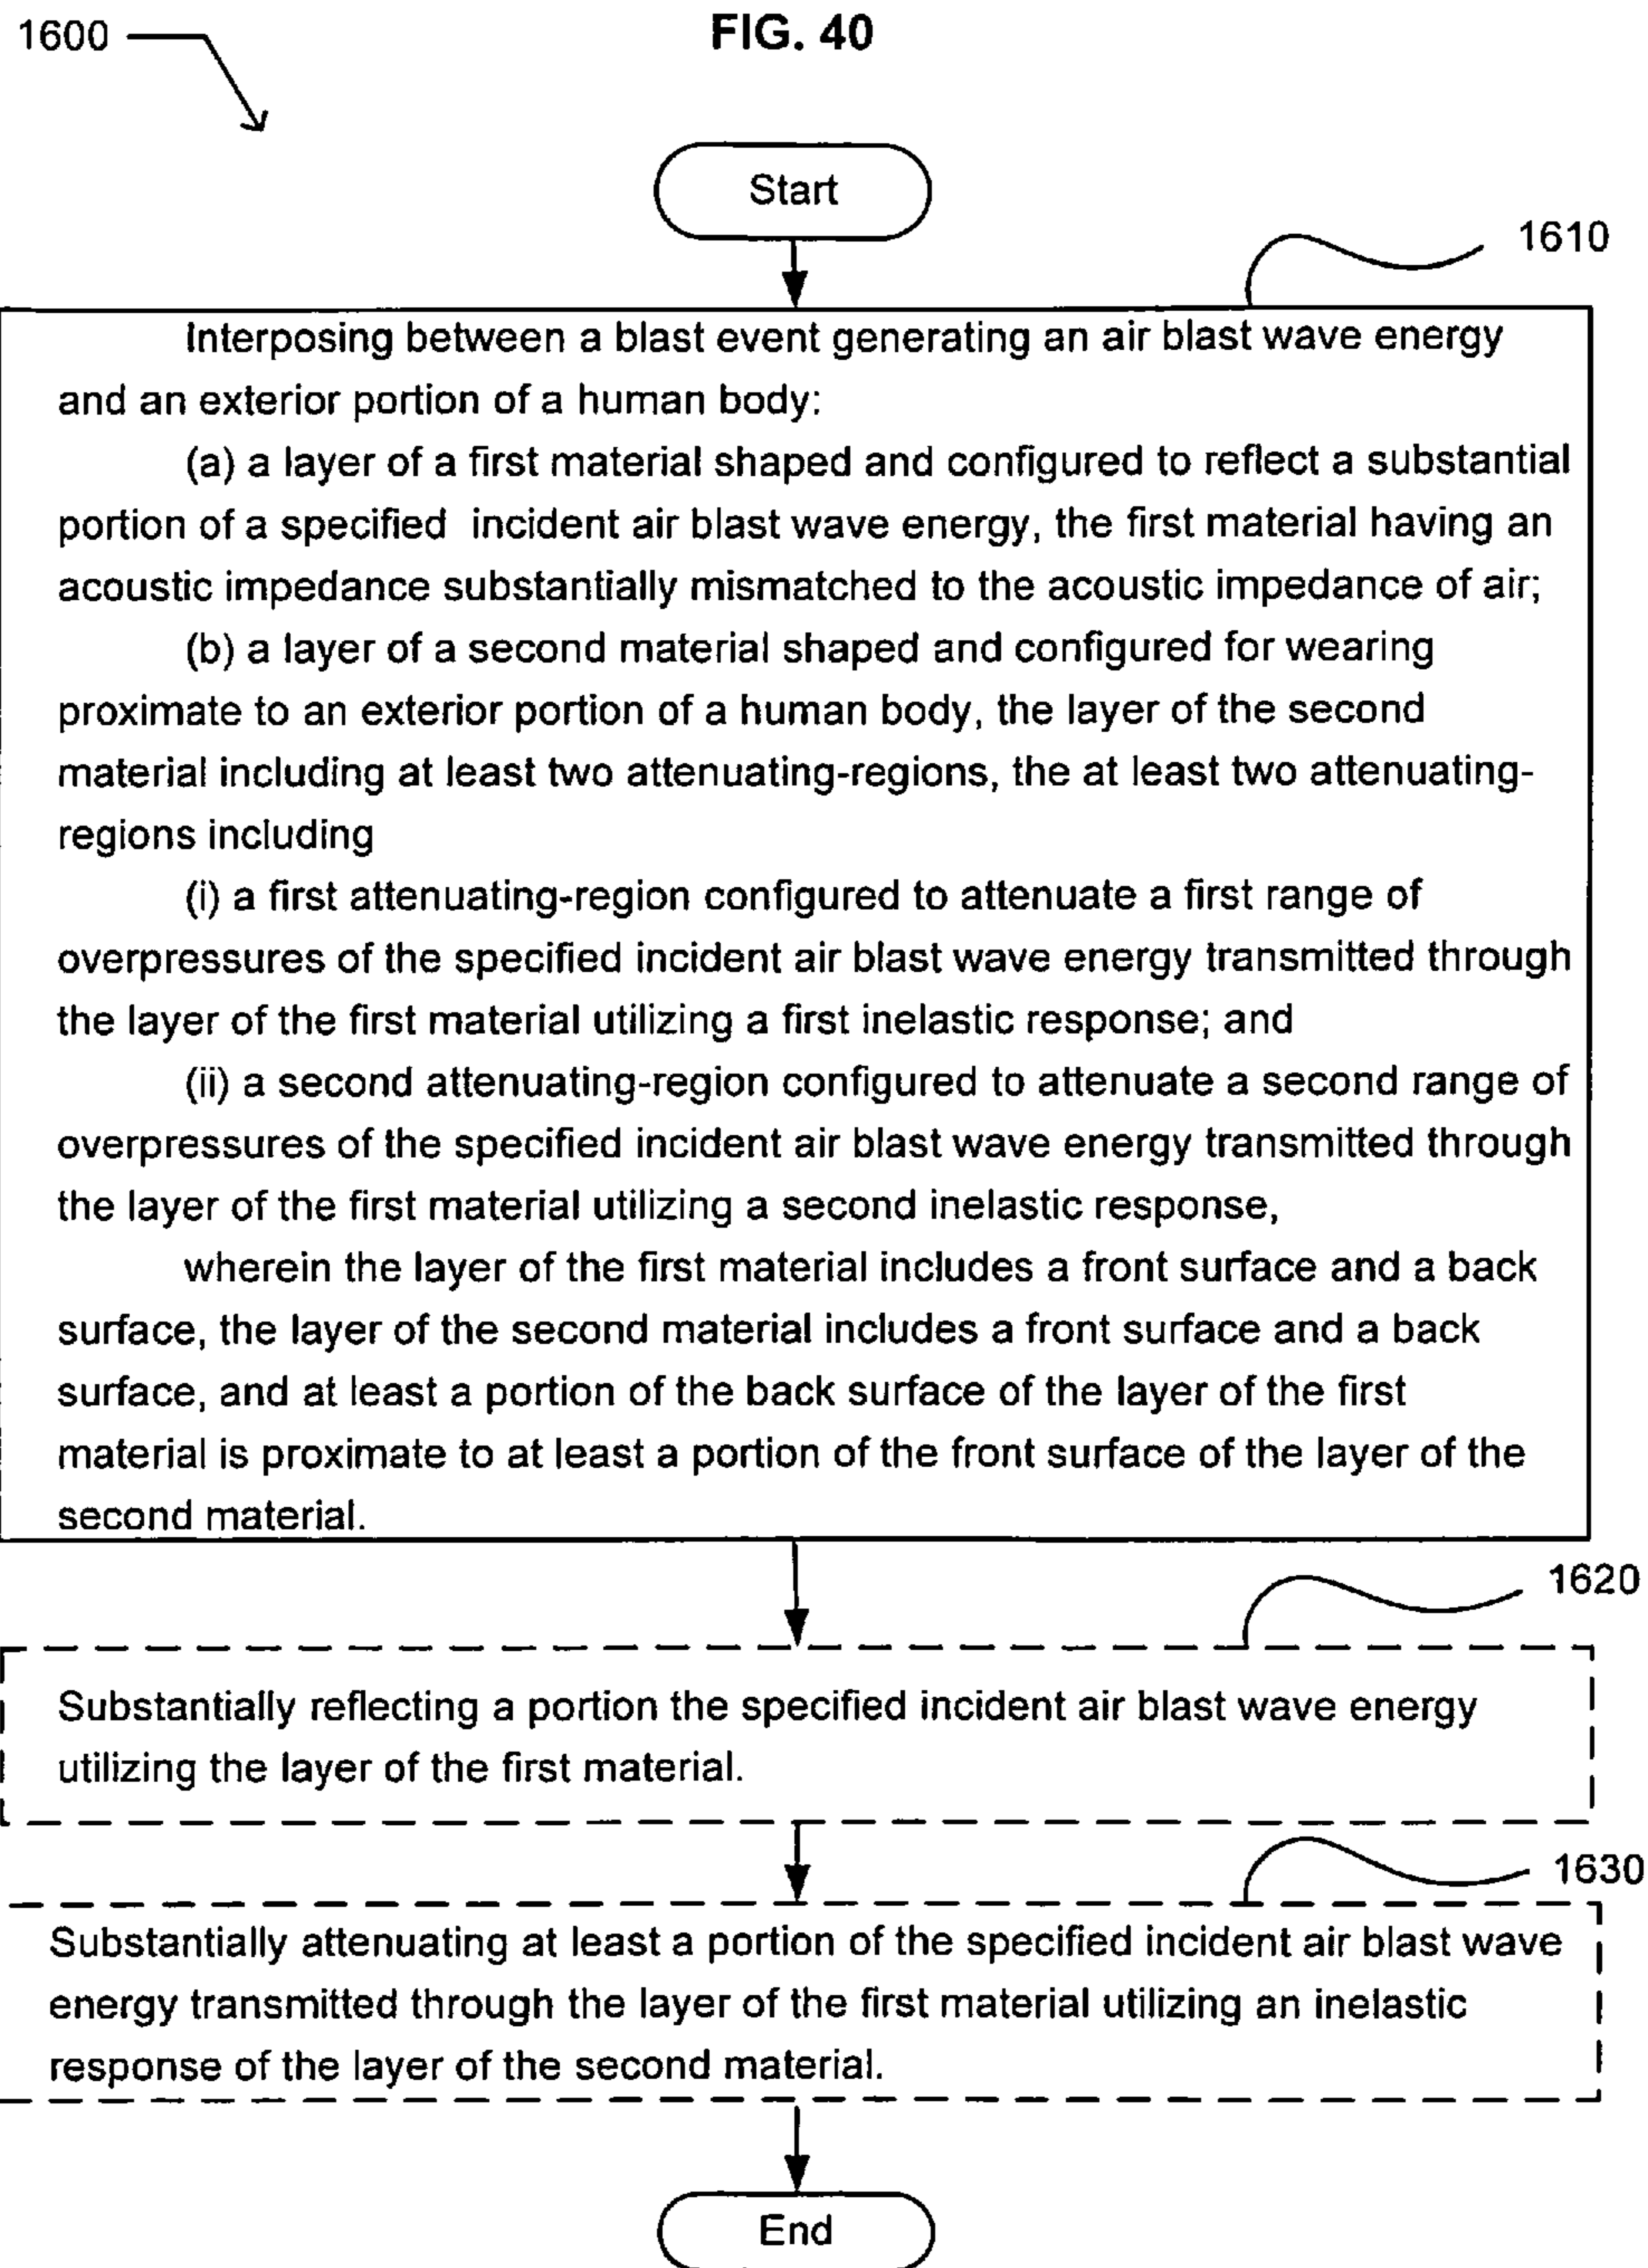 FIG. 40
1600
Start
1610
Interposing between a blast event generating an air blast wave energy
and an exterior portion of a human body:
(a) a layer of a first material shaped and configured to reflect a substantial
portion of a specified incident air blast wave energy, the first material having an
acoustic impedance substantially mismatched to the acoustic impedance of air;
(b) a layer of a second material shaped and configured for wearing
proximate to an exterior portion of a human body, the layer of the second
material including at least two attenuating-regions, the at least two attenuating-
regions including
(i) a first attenuating-region configured to attenuate a first range of
overpressures of the specified incident air blast wave energy transmitted through
the layer of the first material utilizing a first inelastic response; and
(ii) a second attenuating-region configured to attenuate a second range of
overpressures of the specified incident air blast wave energy transmitted through
the layer of the first material utilizing a second inelastic response,
wherein the layer of the first material includes a front surface and a back
surface, the layer of the second material includes a front surface and a back
surface, and at least a portion of the back surface of the layer of the first
material is proximate to at least a portion of the front surface of the layer of the
second material.
1620
Substantially reflecting a portion the specified incident air blast wave energy
utilizing the layer of the first material.
1630
Substantially attenuating at least a portion of the specified incident air blast wave
energy transmitted through the layer of the first material utilizing an inelastic
response of the layer of the second material.
End